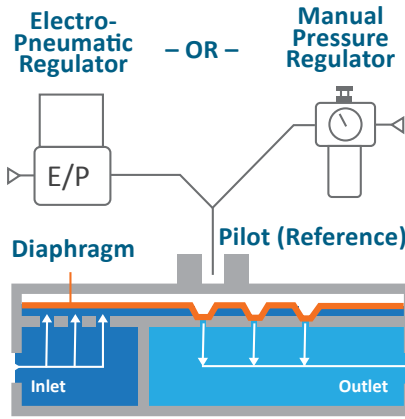 Electro-
Pneumatic
Regulator
– OR –
Manual
Pressure
Regulator
E/P
Diaphragm
Pilot (Reference)
Inlet
Outlet